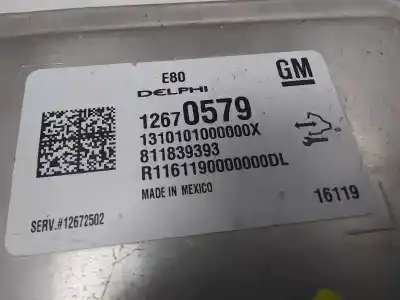 E80
DELPHI
GM
12670579
1310101000000X
811839393
R1161190000000DL
MADE IN MEXICO
16119
SERV.#12672502